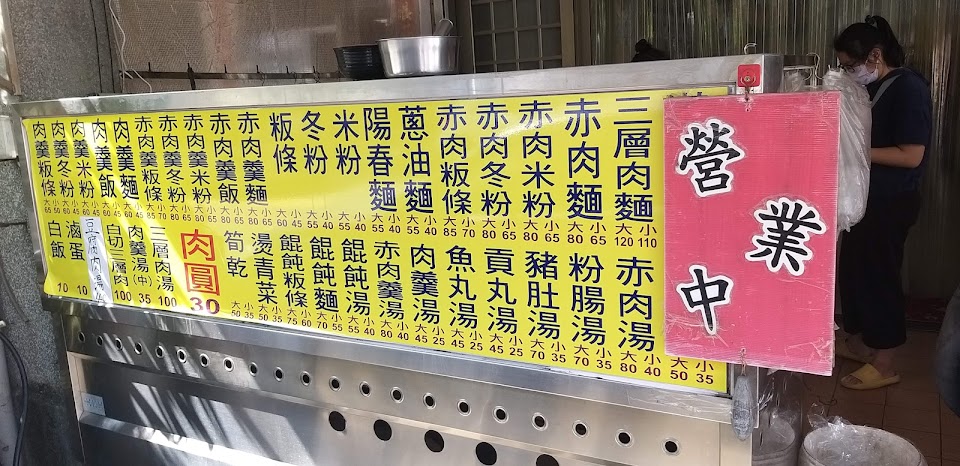 營業中
三層肉麵 大120 小110
赤肉麵 大80 小65
赤肉米粉 大80 小65
赤肉冬粉 大80 小65
赤肉粄條 大85 小70
蔥油麵 大55 小40
陽春麵 大55 小40
米粉 大 小
冬粉 大60 小45
粄條 大 小
赤肉羹麵 大80 小65
赤肉羹飯 大80 小65
赤肉羹米粉 大80 小65
赤肉羹冬粉 大80 小65
赤肉羹粄條 大85 小70
肉羹麵 大60 小45
肉羹飯 大60 小45
肉羹米粉 大60 小45
肉羹冬粉 大60 小45
肉羹粄條 大65 小50
赤肉湯 大50 小35
粉腸湯 大 小
豬肚湯 大70 小35
貢丸湯 大45 小25
魚丸湯 大45 小25
肉羹湯 大 小
赤肉羹湯 大 小
餛飩湯 大55 小40
餛飩麵 大70 小55
餛飩粄條 大75 小60
湯青菜 大50 小35
筍乾 大50 小35
肉圓 30
三層肉湯 100
肉羹湯(中) 35
白切三層肉 100
滷蛋 10
白飯 10